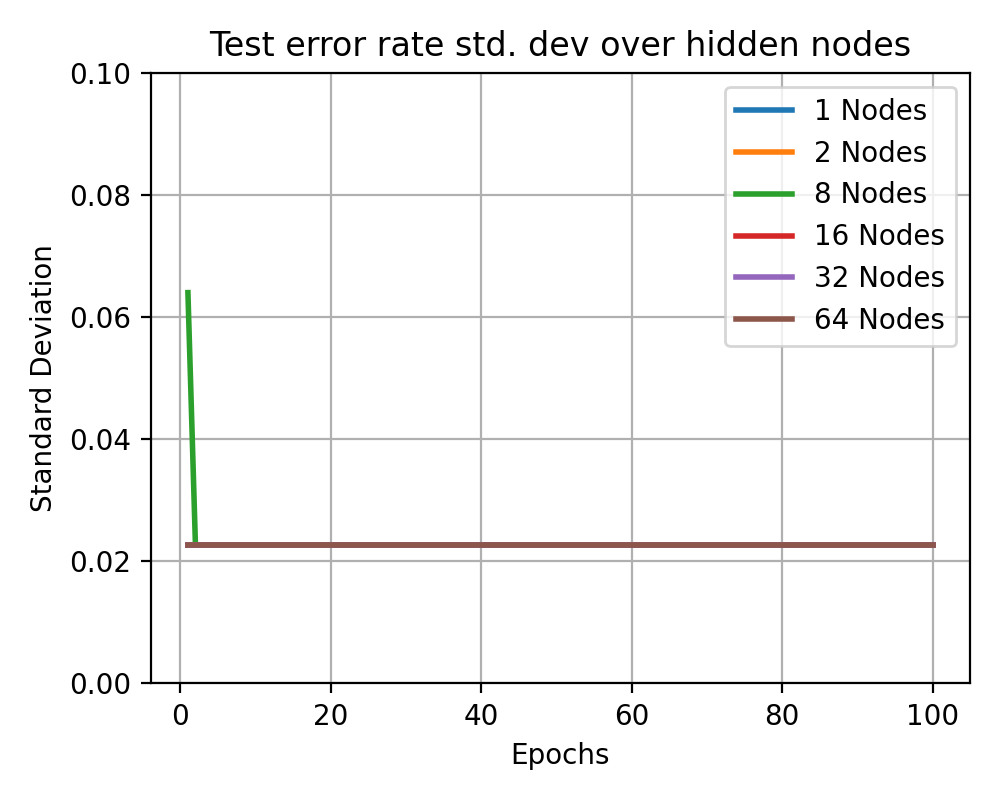 Test error rate std. dev over hidden nodes
0.10
0.08
0.06
0.04
0.02
0.00
Standard Deviation
1 Nodes
2 Nodes
8 Nodes
16 Nodes
32 Nodes
64 Nodes
0 20 40 60 80 100
Epochs